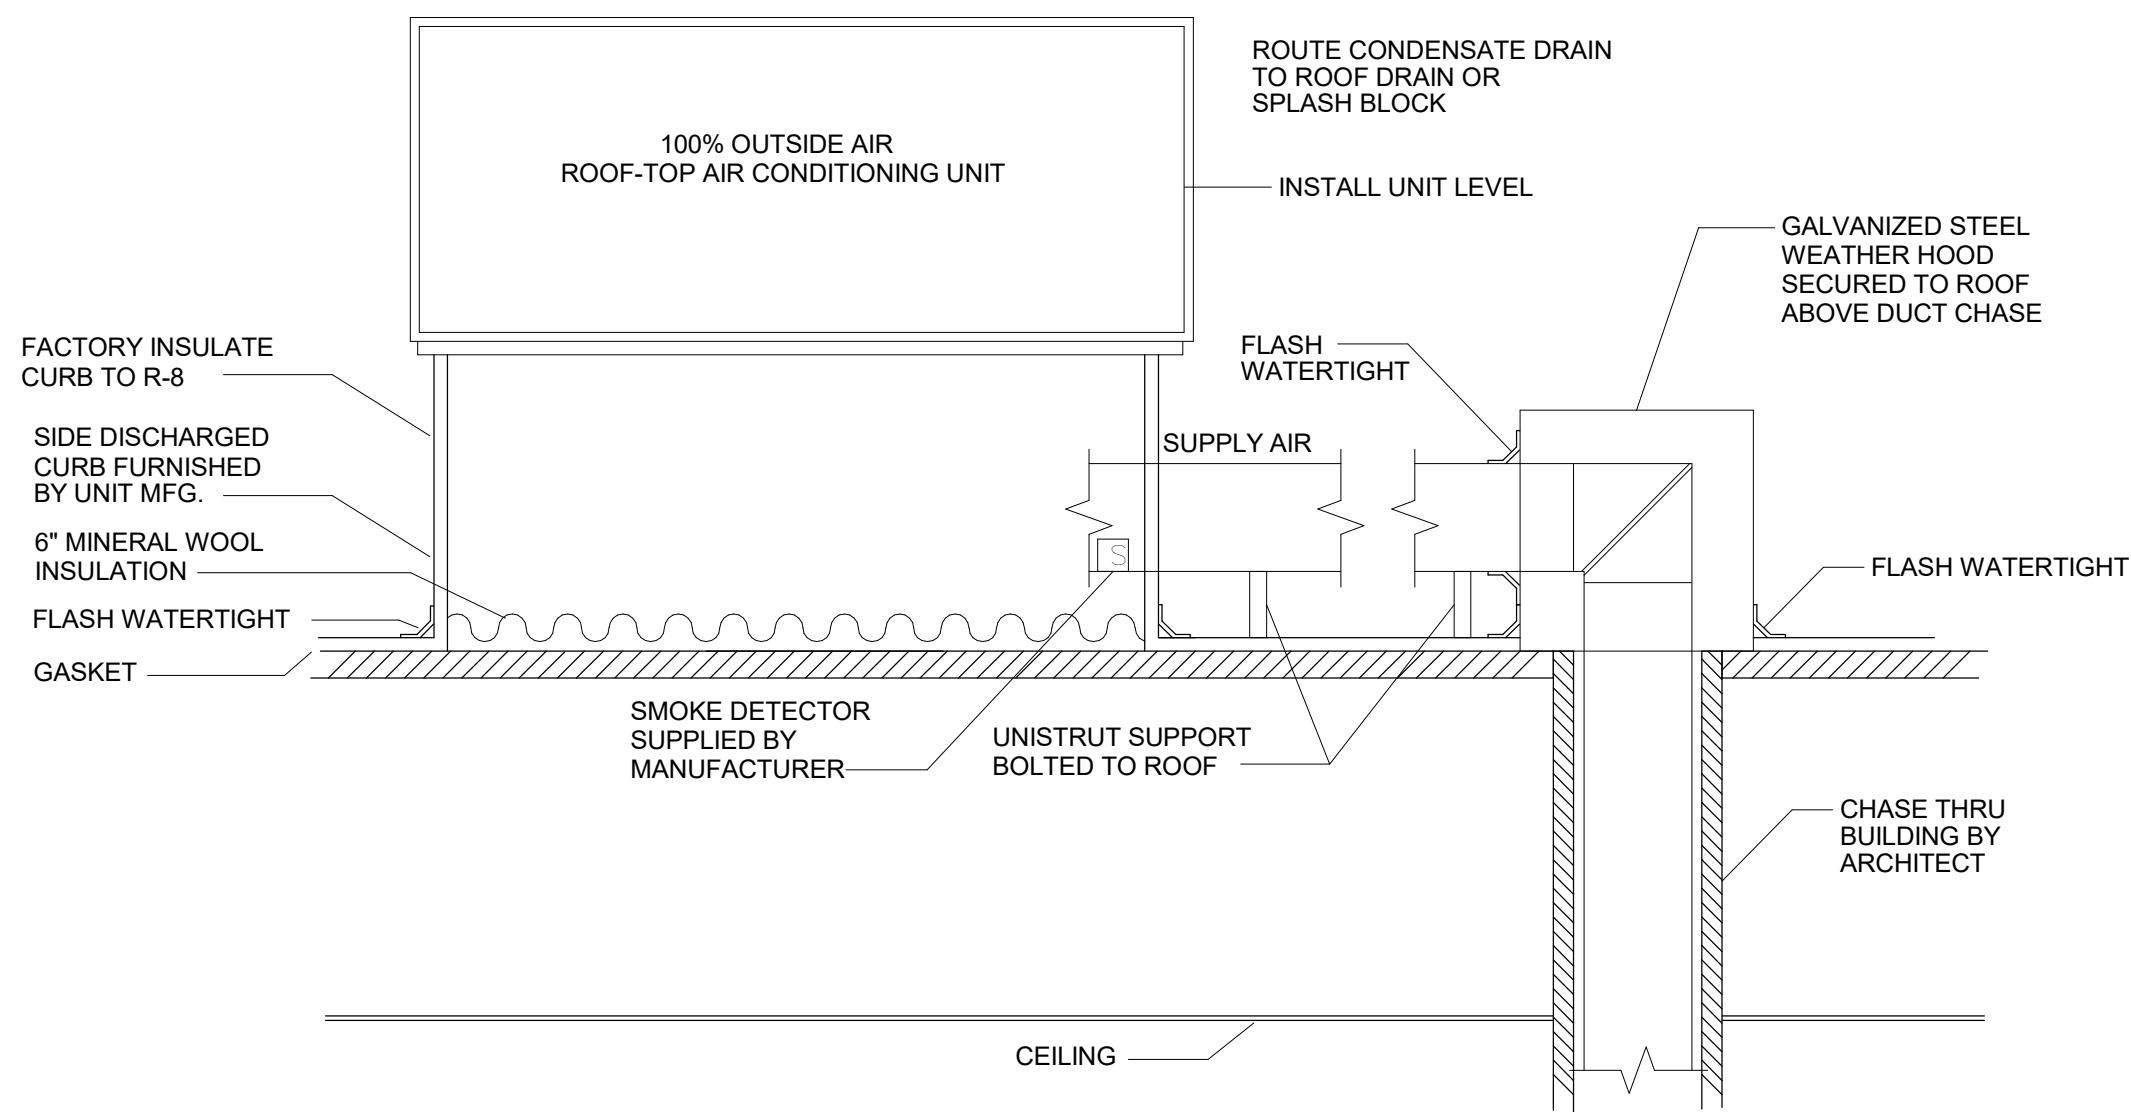 ROUTE CONDENSATE DRAIN
TO ROOF DRAIN OR
SPLASH BLOCK
100% OUTSIDE AIR
ROOF-TOP AIR CONDITIONING UNIT
INSTALL UNIT LEVEL
GALVANIZED STEEL
WEATHER HOOD
SECURED TO ROOF
ABOVE DUCT CHASE
FACTORY INSULATE
CURB TO R-8
FLASH
WATERTIGHT
SIDE DISCHARGED
CURB FURNISHED
BY UNIT MFG.
SUPPLY AIR
6" MINERAL WOOL
INSULATION
S
FLASH WATERTIGHT
FLASH WATERTIGHT
GASKET
SMOKE DETECTOR
SUPPLIED BY
MANUFACTURER
UNISTRUT SUPPORT
BOLTED TO ROOF
CHASE THRU
BUILDING BY
ARCHITECT
CEILING